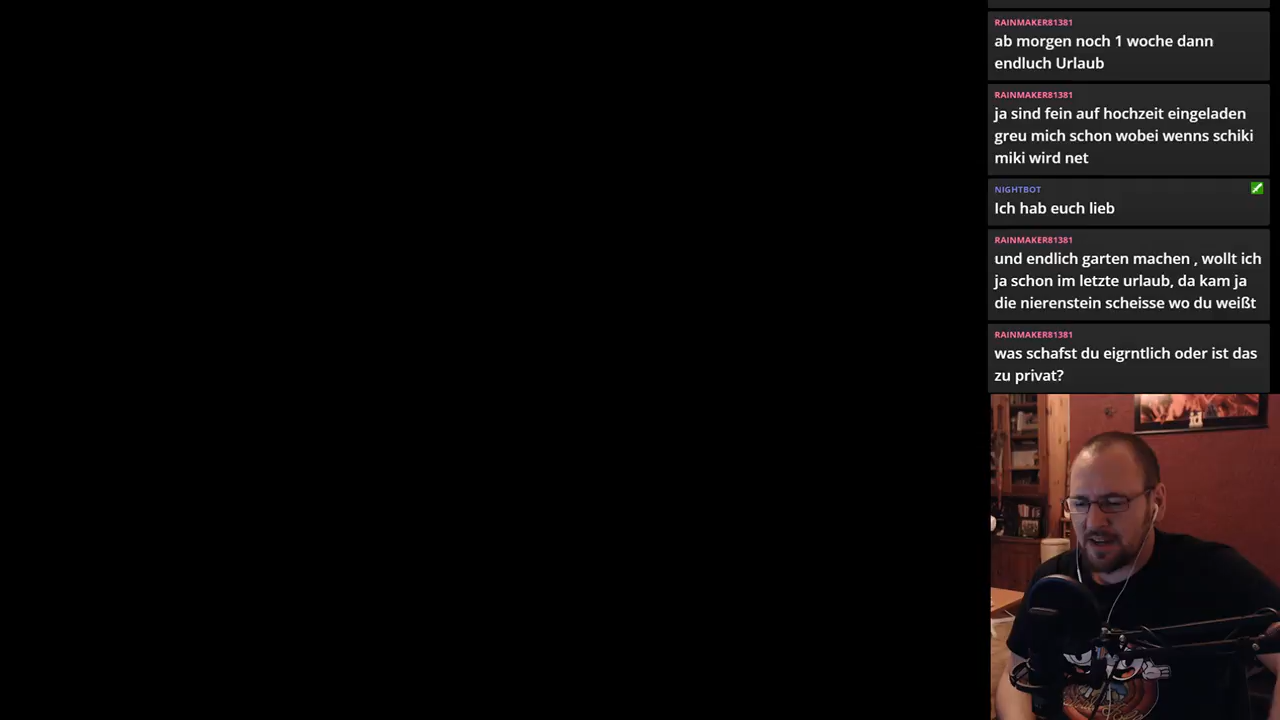 RAINMAKER81381
ab morgen noch 1 woche dann
endluch Urlaub
RAINMAKER81381
ja sind fein auf hochzeit eingeladen
greu mich schon wobei wenns schiki
miki wird net
NIGHTBOT
Ich hab euch lieb
RAINMAKER81381
und endlich garten machen , wollt ich
ja schon im letzte urlaub, da kam ja
die nierenstein scheisse wo du weißt
RAINMAKER81381
was schafst du eigrntlich oder ist das
zu privat?